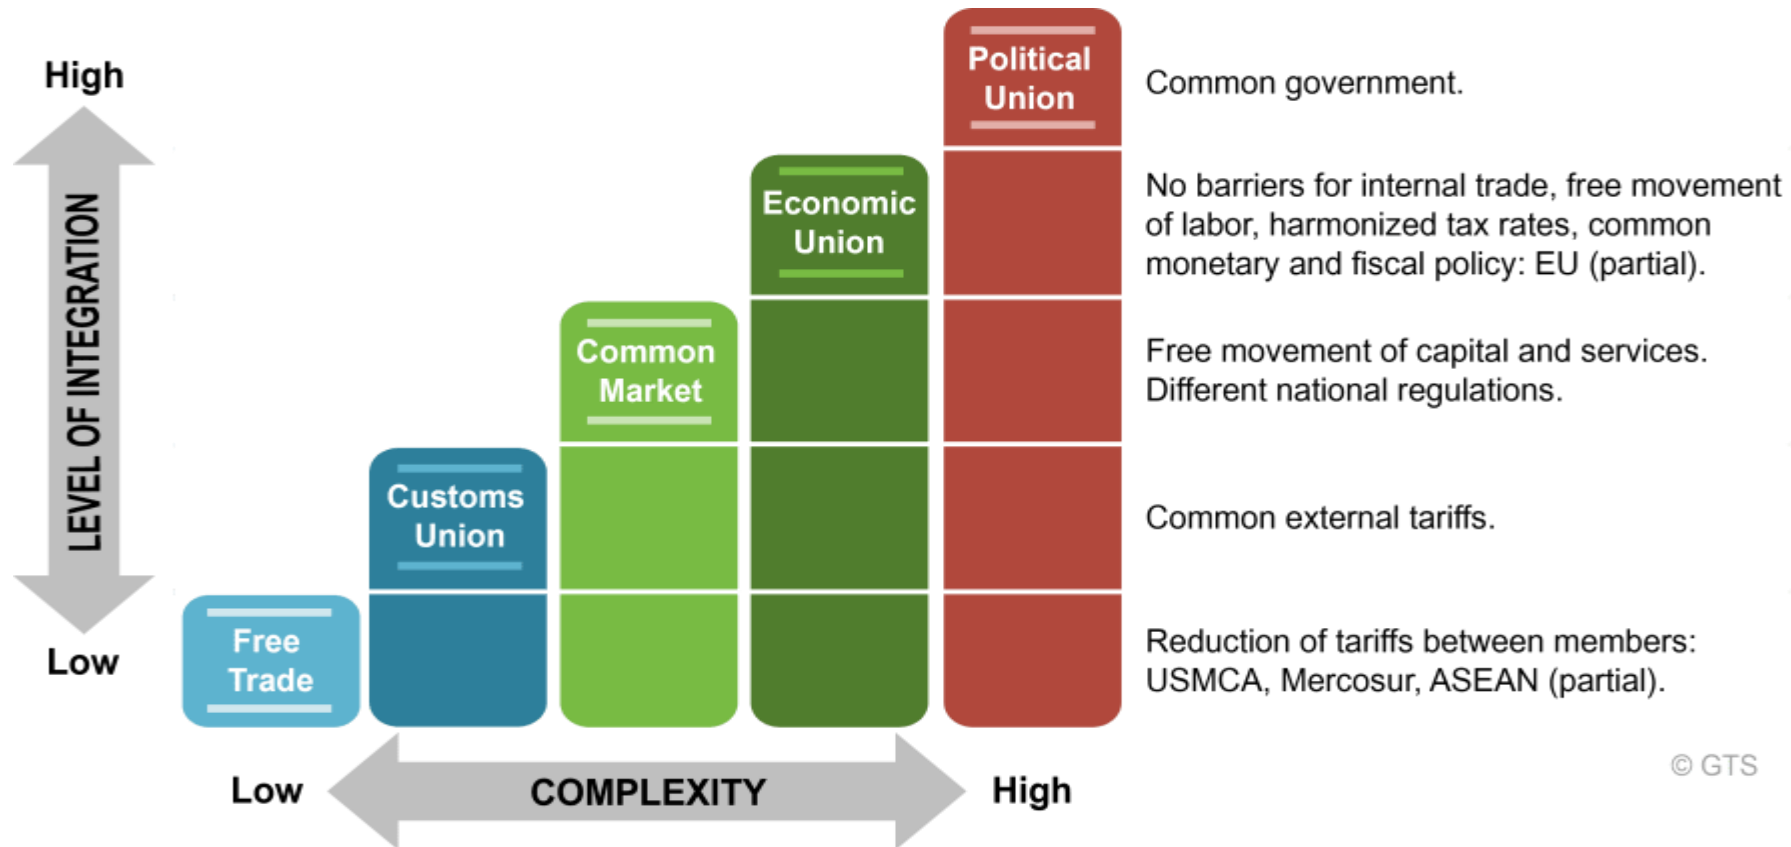 High
LEVEL OF INTEGRATION
Low
Political
Union
Common government.
Economic
Union
No barriers for internal trade, free movement
of labor, harmonized tax rates, common
monetary and fiscal policy: EU (partial).
Common
Market
Free movement of capital and services.
Different national regulations.
Customs
Union
Common external tariffs.
Free
Trade
Reduction of tariffs between members:
USMCA, Mercosur, ASEAN (partial).
Low
COMPLEXITY
High
© GTS